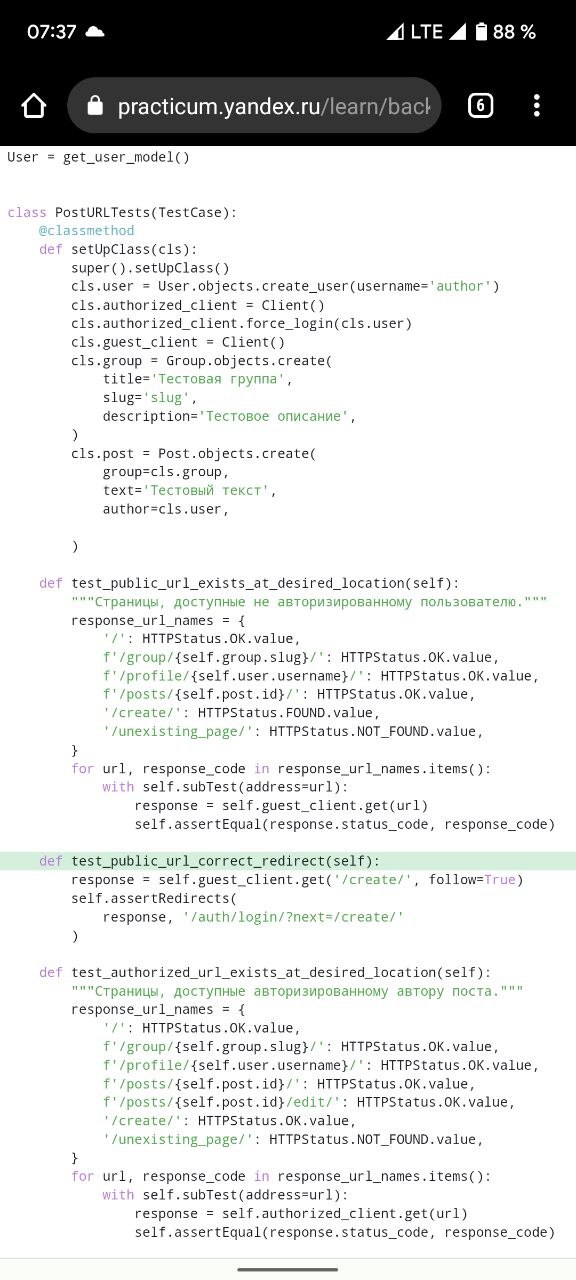 07:37 LTE 88 %
practicum.yandex.ru/learn/back 6
User = get_user_model()
class PostURLTests(TestCase):
    @classmethod
    def setUpClass(cls):
        super().setUpClass()
        cls.user = User.objects.create_user(username='author')
        cls.authorized_client = Client()
        cls.authorized_client.force_login(cls.user)
        cls.guest_client = Client()
        cls.group = Group.objects.create(
            title='Тестовая группа',
            slug='slug',
            description='Тестовое описание',
        )
        cls.post = Post.objects.create(
            group=cls.group,
            text='Тестовый текст',
            author=cls.user,
        )
    def test_public_url_exists_at_desired_location(self):
        """Страницы, доступные не авторизированному пользователю."""
        response_url_names = {
            '/': HTTPStatus.OK.value,
            f'/group/{self.group.slug}/': HTTPStatus.OK.value,
            f'/profile/{self.user.username}/': HTTPStatus.OK.value,
            f'/posts/{self.post.id}/': HTTPStatus.OK.value,
            '/create/': HTTPStatus.FOUND.value,
            '/unexisting_page/': HTTPStatus.NOT_FOUND.value,
        }
        for url, response_code in response_url_names.items():
            with self.subTest(address=url):
                response = self.guest_client.get(url)
                self.assertEqual(response.status_code, response_code)
    def test_public_url_correct_redirect(self):
        response = self.guest_client.get('/create/', follow=True)
        self.assertRedirects(
            response, '/auth/login/?next=/create/'
        )
    def test_authorized_url_exists_at_desired_location(self):
        """Страницы, доступные авторизированному автору поста."""
        response_url_names = {
            '/': HTTPStatus.OK.value,
            f'/group/{self.group.slug}/': HTTPStatus.OK.value,
            f'/profile/{self.user.username}/': HTTPStatus.OK.value,
            f'/posts/{self.post.id}/': HTTPStatus.OK.value,
            f'/posts/{self.post.id}/edit/': HTTPStatus.OK.value,
            '/create/': HTTPStatus.OK.value,
            '/unexisting_page/': HTTPStatus.NOT_FOUND.value,
        }
        for url, response_code in response_url_names.items():
            with self.subTest(address=url):
                response = self.authorized_client.get(url)
                self.assertEqual(response.status_code, response_code)